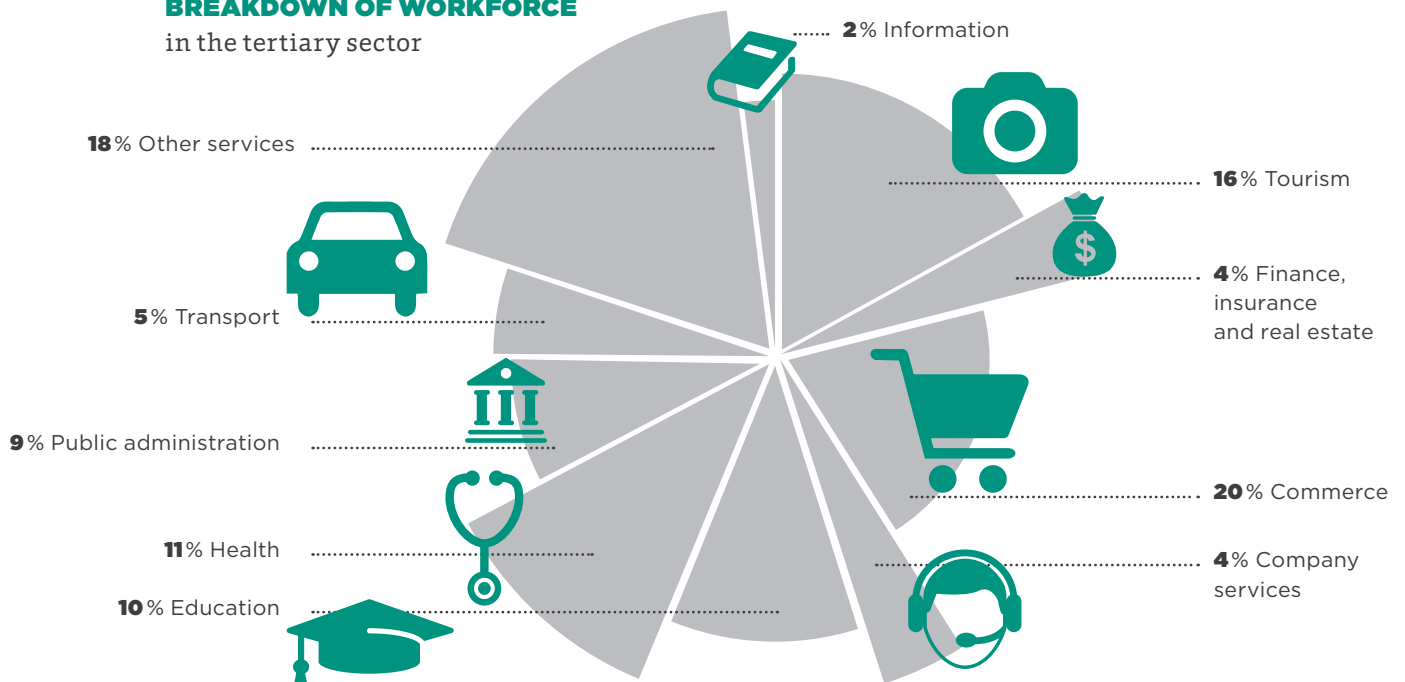 BREAKDOWN OF WORKFORCE
in the tertiary sector
2% Information
18% Other services
16% Tourism
$
4% Finance,
insurance
and real estate
5% Transport
9% Public administration
20% Commerce
11% Health
4% Company
services
10% Education